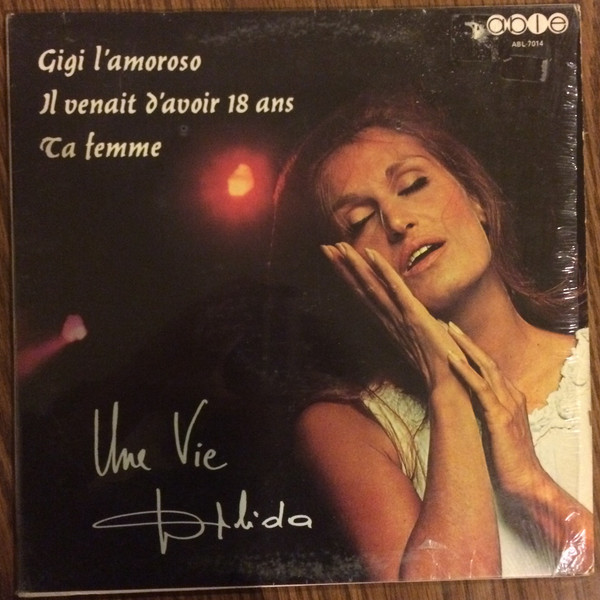 able
ABL-7014
Gigi l'amoroso
Il venait d'avoir 18 ans
Ta femme
Une Vie
Dalida